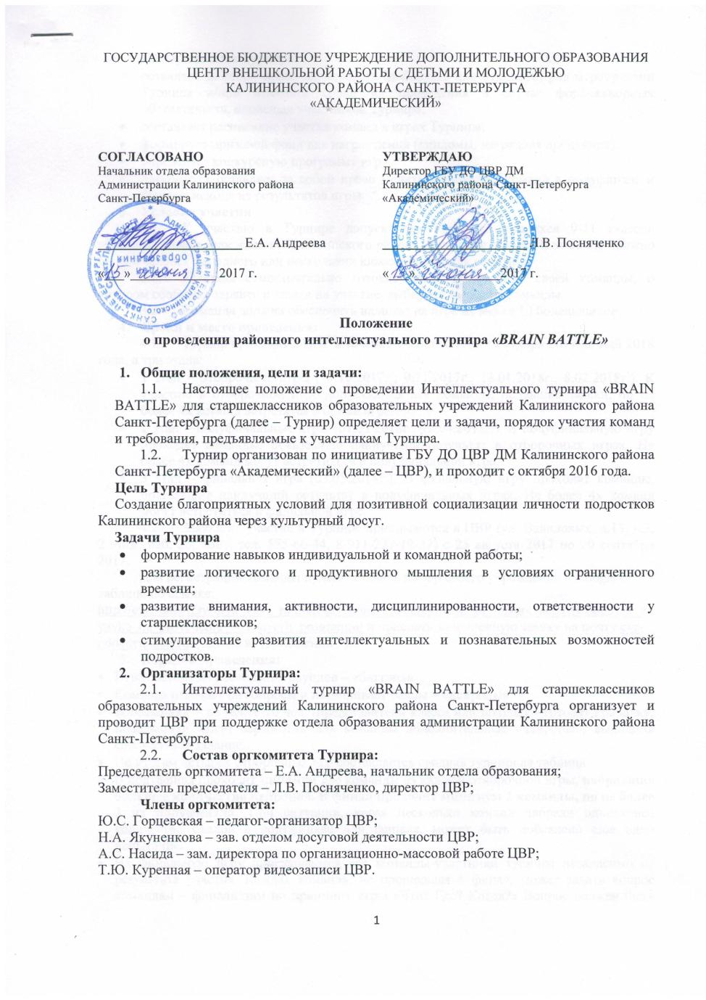 ГОСУДАРСТВЕННОЕ БЮДЖЕТНОЕ УЧРЕЖДЕНИЕ ДОПОЛНИТЕЛЬНОГО ОБРАЗОВАНИЯ
ЦЕНТР ВНЕШКОЛЬНОЙ РАБОТЫ С ДЕТЬМИ И МОЛОДЕЖЬЮ
КАЛИНИНСКОГО РАЙОНА САНКТ-ПЕТЕРБУРГА
«АКАДЕМИЧЕСКИЙ»
СОГЛАСОВАНО
Начальник отдела образования
Администрации Калининского района
Санкт-Петербурга
Е.А. Андреева
«15» июня 2017 г.
УТВЕРЖДАЮ
Директор ГБУ ДО ЦВР ДМ
Калининского района Санкт-Петербурга
«Академический»
Л.В. Посняченко
«15» июня 2017 г.
Положение
о проведении районного интеллектуального турнира «BRAIN BATTLE»
1. Общие положения, цели и задачи:
1.1. Настоящее положение о проведении Интеллектуального турнира «BRAIN
BATTLE» для старшеклассников образовательных учреждений Калининского района
Санкт-Петербурга (далее – Турнир) определяет цели и задачи, порядок участия команд
и требования, предъявляемые к участникам Турнира.
1.2. Турнир организован по инициативе ГБУ ДО ЦВР ДМ Калининского района
Санкт-Петербурга «Академический» (далее – ЦВР), и проходит с октября 2016 года.
Цель Турнира
Создание благоприятных условий для позитивной социализации личности подростков
Калининского района через культурный досуг.
Задачи Турнира
• формирование навыков индивидуальной и командной работы;
• развитие логического и продуктивного мышления в условиях ограниченного
времени;
• развитие внимания, активности, дисциплинированности, ответственности у
старшеклассников;
• стимулирование развития интеллектуальных и познавательных возможностей
подростков.
2. Организаторы Турнира:
2.1. Интеллектуальный турнир «BRAIN BATTLE» для старшеклассников
образовательных учреждений Калининского района Санкт-Петербурга организует и
проводит ЦВР при поддержке отдела образования администрации Калининского района
Санкт-Петербурга.
2.2. Состав оргкомитета Турнира:
Председатель оргкомитета – Е.А. Андреева, начальник отдела образования;
Заместитель председателя – Л.В. Посняченко, директор ЦВР;
Члены оргкомитета:
Ю.С. Горцевская – педагог-организатор ЦВР;
Н.А. Якуненкова – зав. отделом досуговой деятельности ЦВР;
А.С. Насида – зам. директора по организационно-массовой работе ЦВР;
Т.Ю. Куренная – оператор видеозаписи ЦВР.
1